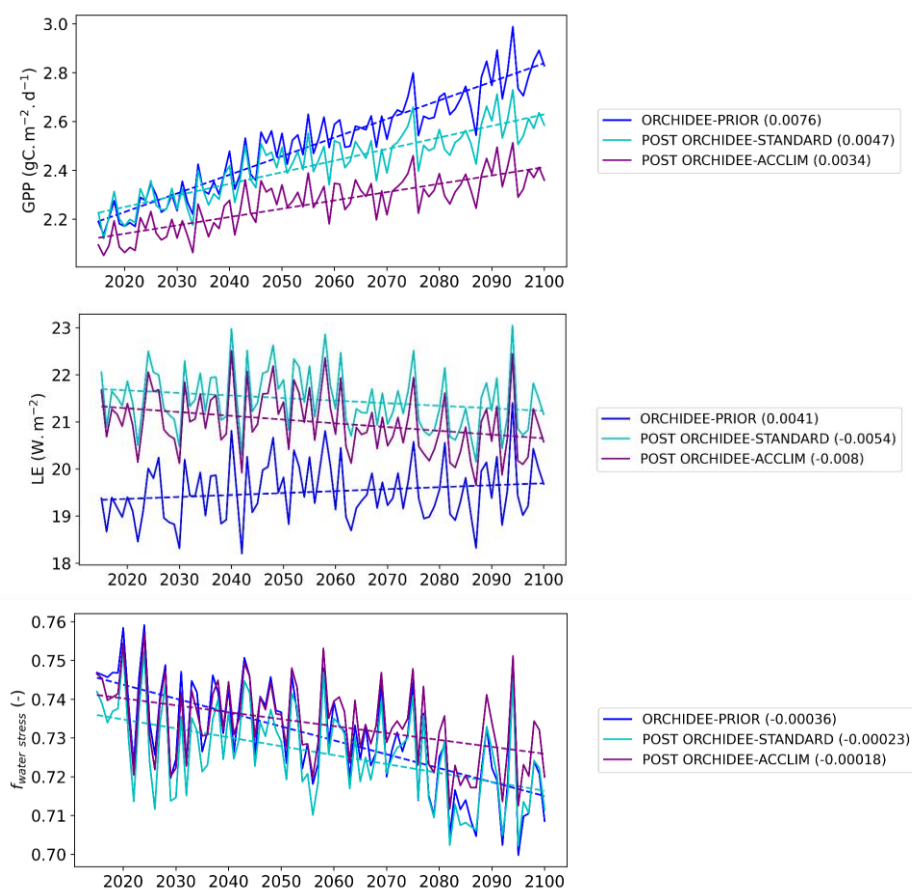 GPP (gC. m⁻². d⁻¹)
3.0
2.8
2.6
2.4
2.2
2020 2030 2040 2050 2060 2070 2080 2090 2100
ORCHIDEE-PRIOR (0.0076)
POST ORCHIDEE-STANDARD (0.0047)
POST ORCHIDEE-ACCLIM (0.0034)
LE (W. m⁻²)
23
22
21
20
19
18
2020 2030 2040 2050 2060 2070 2080 2090 2100
ORCHIDEE-PRIOR (0.0041)
POST ORCHIDEE-STANDARD (-0.0054)
POST ORCHIDEE-ACCLIM (-0.008)
f water stress (-)
0.76
0.75
0.74
0.73
0.72
0.71
0.70
2020 2030 2040 2050 2060 2070 2080 2090 2100
ORCHIDEE-PRIOR (-0.00036)
POST ORCHIDEE-STANDARD (-0.00023)
POST ORCHIDEE-ACCLIM (-0.00018)